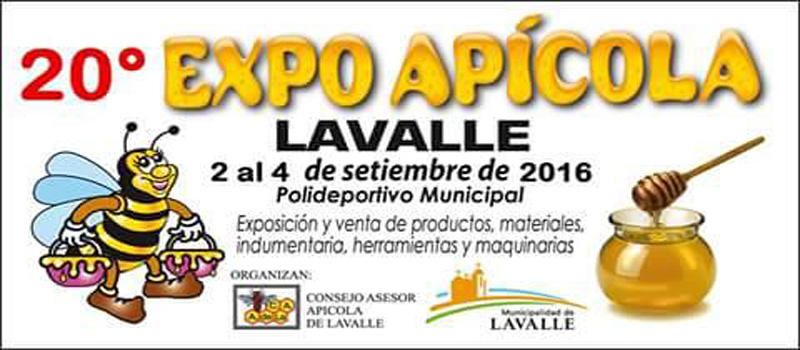 20° EXPO APÍCOLA
LAVALLE
2 al 4 de setiembre de 2016
Polideportivo Municipal
Exposición y venta de productos, materiales,
indumentaria, herramientas y maquinarias
ORGANIZAN:
CONSEJO ASESOR
APICOLA
DE LAVALLE
Municipalidad de
LAVALLE